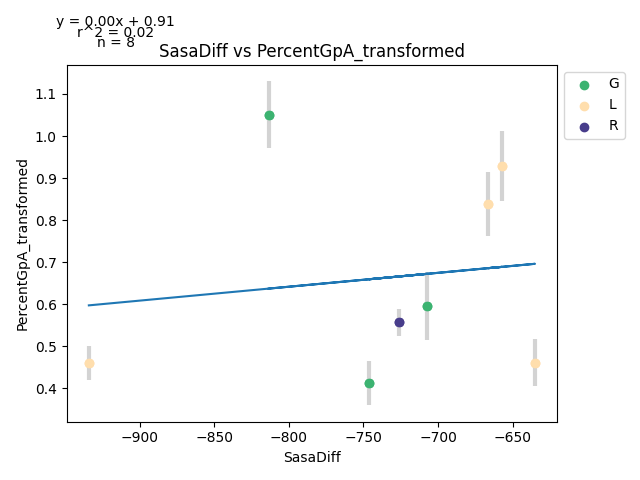 y = 0.00x + 0.91
r^2 = 0.02
n = 8
SasaDiff vs PercentGpA_transformed
G
L
R
PercentGpA_transformed
1.1
1.0
0.9
0.8
0.7
0.6
0.5
0.4
−900 −850 −800 −750 −700 −650
SasaDiff